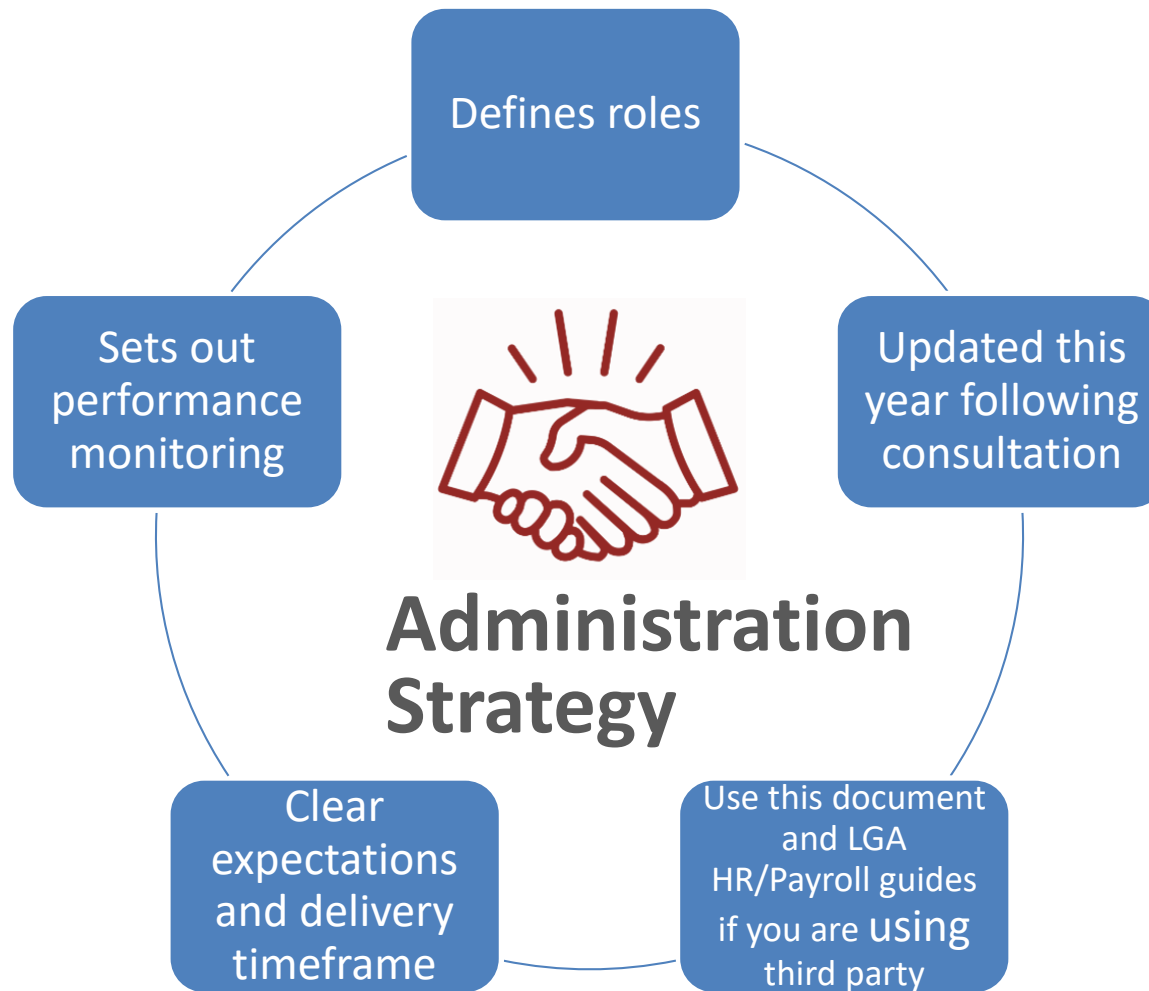 Defines roles
Updated this
year following
consultation
Use this document
and LGA
HR/Payroll guides
if you are using
third party
Clear
expectations
and delivery
timeframe
Sets out
performance
monitoring
Administration
Strategy